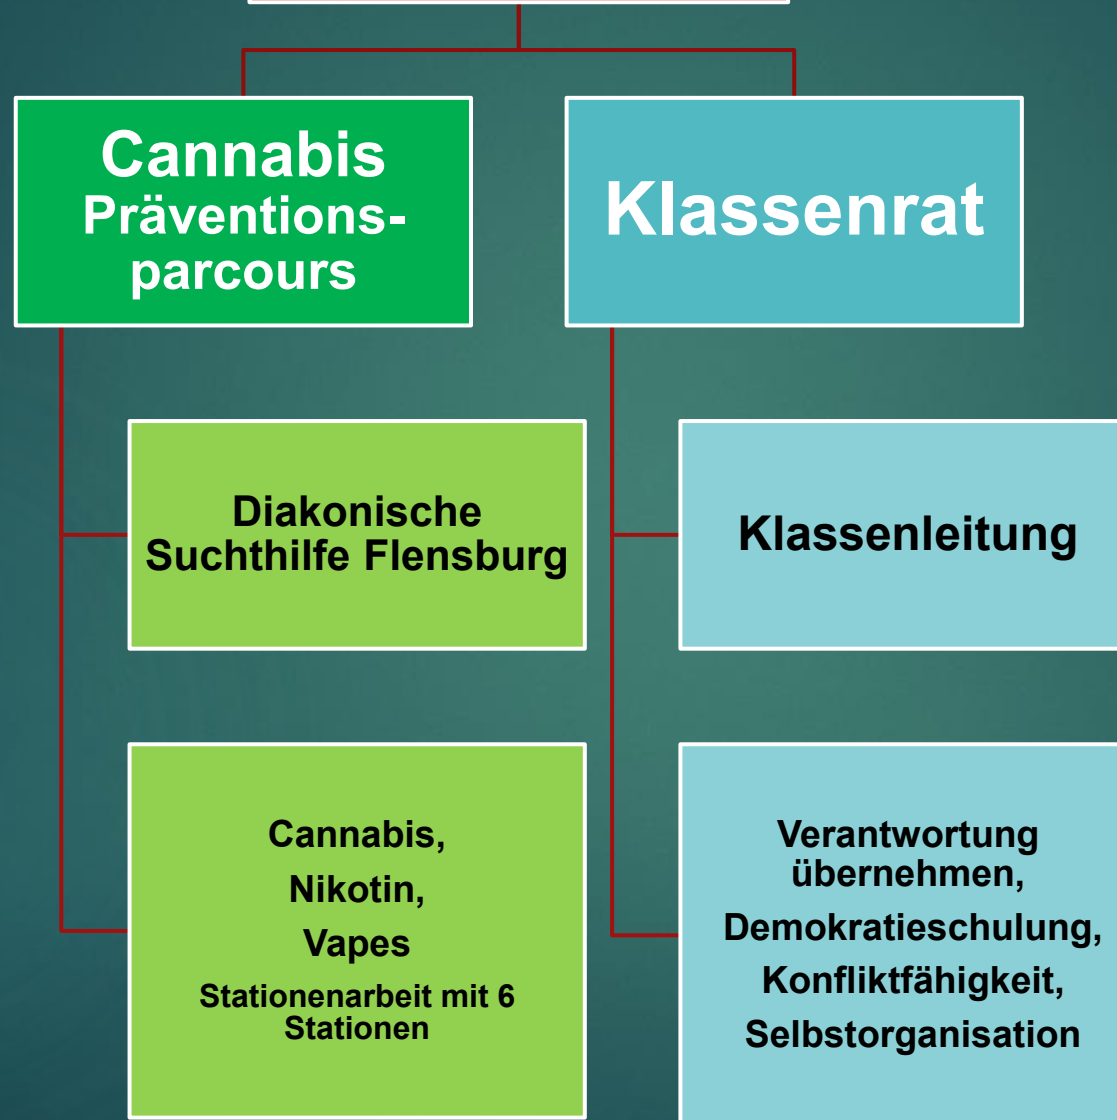 Cannabis
Präventions-
parcours
Klassenrat
Diakonische
Suchthilfe Flensburg
Klassenleitung
Cannabis,
Nikotin,
Vapes
Stationenarbeit mit 6
Stationen
Verantwortung
übernehmen,
Demokratieschulung,
Konfliktfähigkeit,
Selbstorganisation